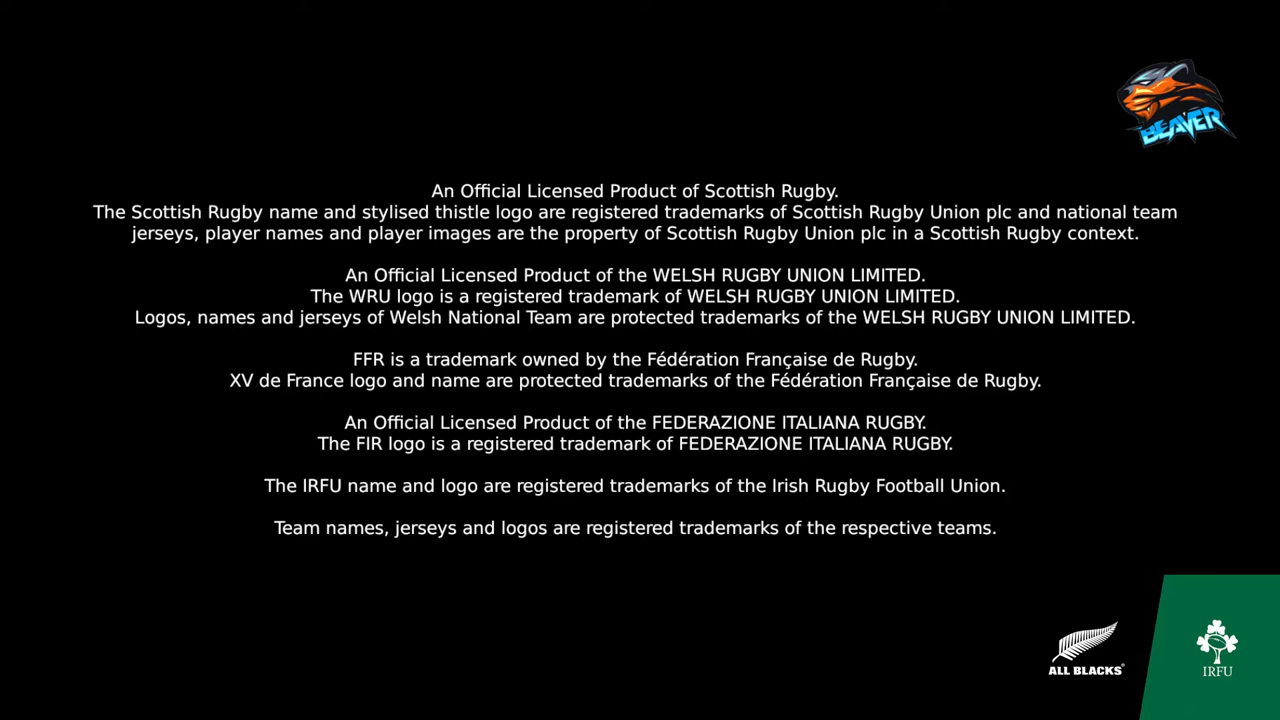 BEAVER
An Official Licensed Product of Scottish Rugby.
The Scottish Rugby name and stylised thistle logo are registered trademarks of Scottish Rugby Union plc and national team
jerseys, player names and player images are the property of Scottish Rugby Union plc in a Scottish Rugby context.
An Official Licensed Product of the WELSH RUGBY UNION LIMITED.
The WRU logo is a registered trademark of WELSH RUGBY UNION LIMITED.
Logos, names and jerseys of Welsh National Team are protected trademarks of the WELSH RUGBY UNION LIMITED.
FFR is a trademark owned by the Fédération Française de Rugby.
XV de France logo and name are protected trademarks of the Fédération Française de Rugby.
An Official Licensed Product of the FEDERAZIONE ITALIANA RUGBY.
The FIR logo is a registered trademark of FEDERAZIONE ITALIANA RUGBY.
The IRFU name and logo are registered trademarks of the Irish Rugby Football Union.
Team names, jerseys and logos are registered trademarks of the respective teams.
ALL BLACKS®
IRFU